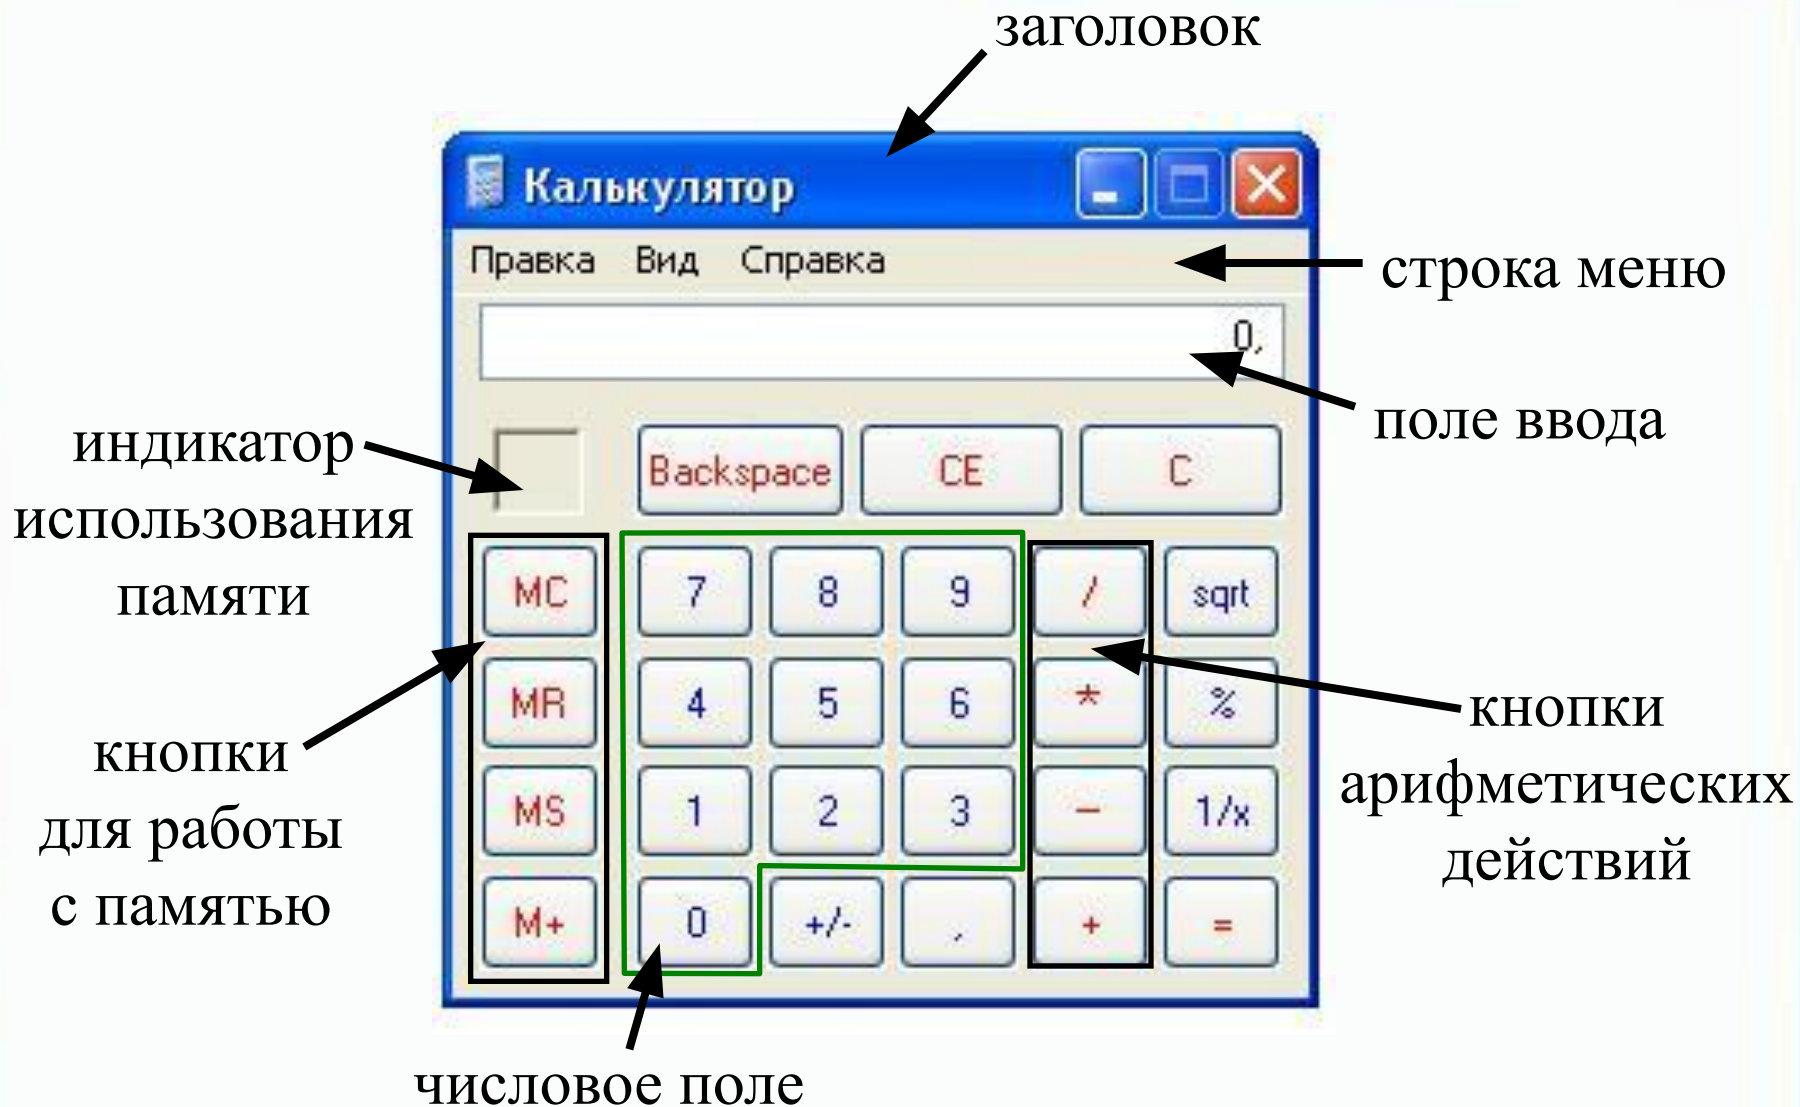 заголовок
Калькулятор
Правка Вид Справка
строка меню
0,
поле ввода
индикатор
использования
памяти
Backspace CE C
MC 7 8 9 / sqrt
MR 4 5 6 * %
MS 1 2 3 - 1/x
M+ 0 +/- , + =
кнопки
для работы
с памятью
кнопки
арифметических
действий
числовое поле